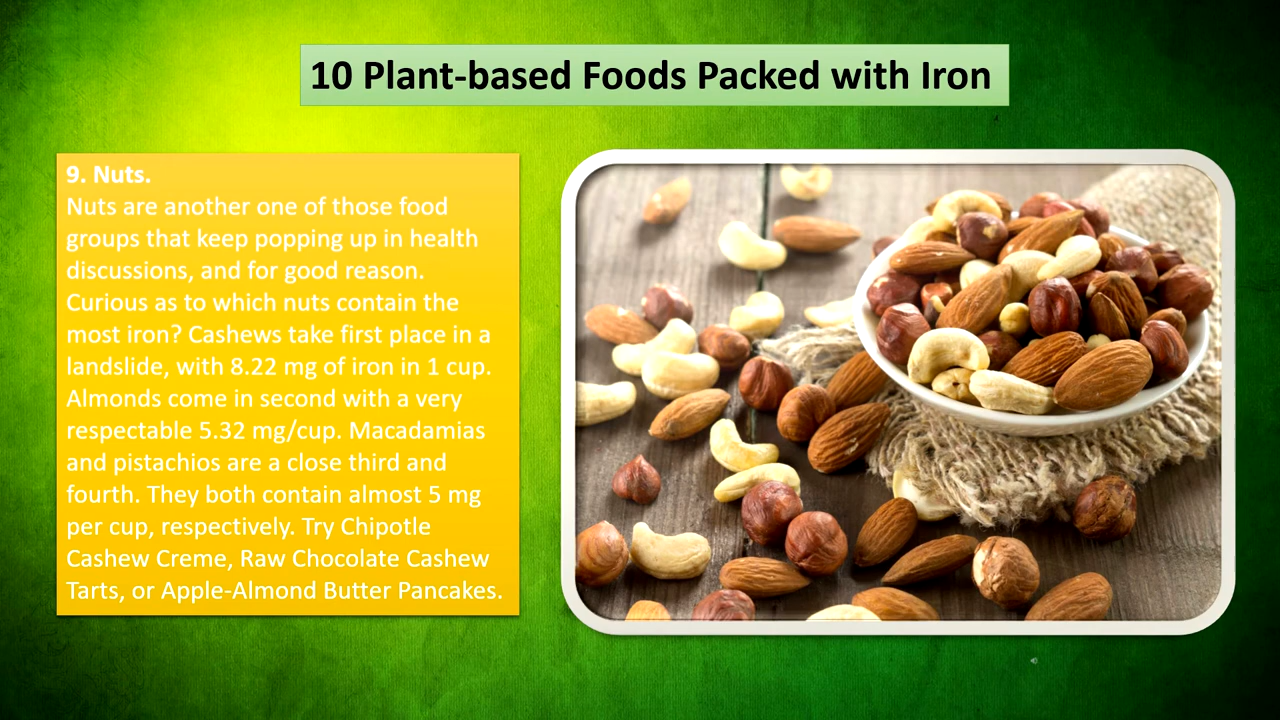 10 Plant-based Foods Packed with Iron
9. Nuts.
Nuts are another one of those food
groups that keep popping up in health
discussions, and for good reason.
Curious as to which nuts contain the
most iron? Cashews take first place in a
landslide, with 8.22 mg of iron in 1 cup.
Almonds come in second with a very
respectable 5.32 mg/cup. Macadamias
and pistachios are a close third and
fourth. They both contain almost 5 mg
per cup, respectively. Try Chipotle
Cashew Creme, Raw Chocolate Cashew
Tarts, or Apple-Almond Butter Pancakes.